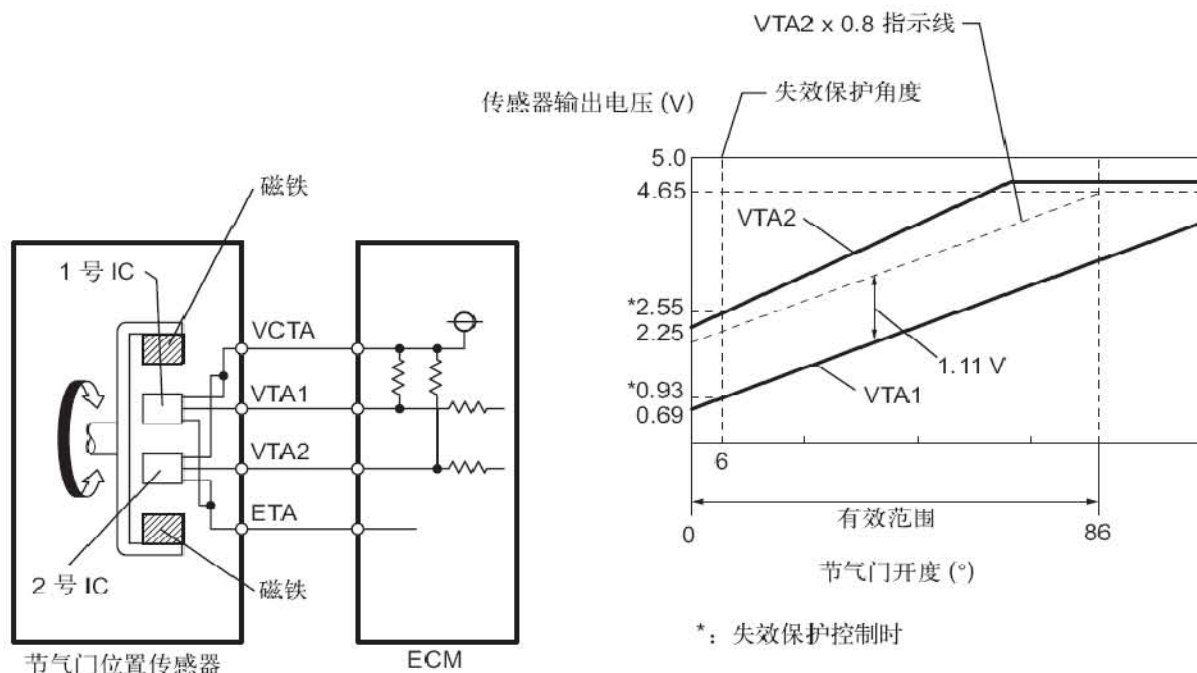 磁铁
1 号 IC
VCTA
VTA1
VTA2
ETA
2 号 IC
磁铁
节气门位置传感器
ECM
VTA2 x 0.8 指示线
失效保护角度
传感器输出电压 (V)
5.0
4.65
VTA2
*2.55
2.25
1.11 V
*0.93
0.69
VTA1
6
有效范围
0
86
节气门开度 (°)
*: 失效保护控制时